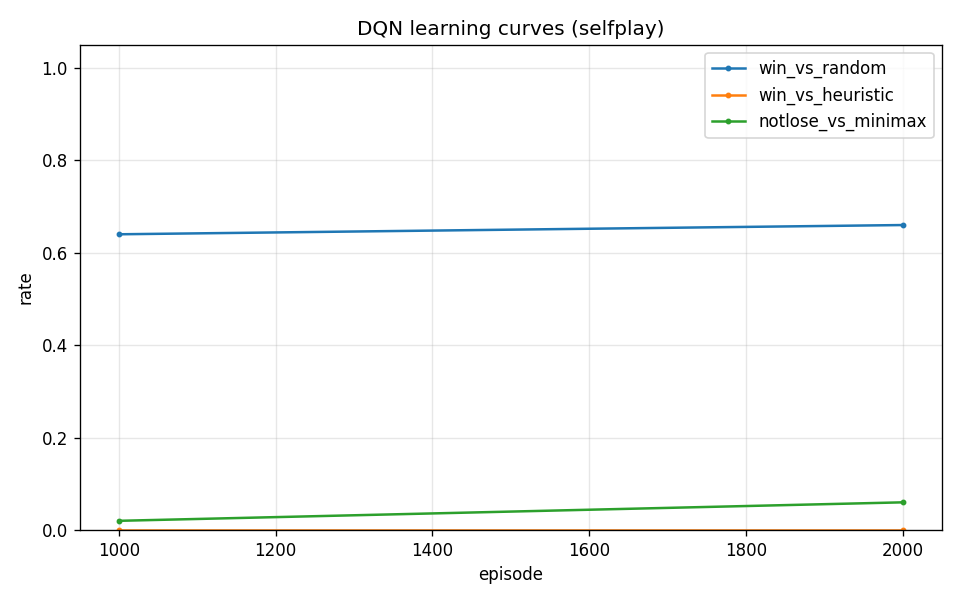 DQN learning curves (selfplay)
win_vs_random
win_vs_heuristic
notlose_vs_minimax
1.0
0.8
0.6
0.4
0.2
0.0
rate
1000
1200
1400
1600
1800
2000
episode